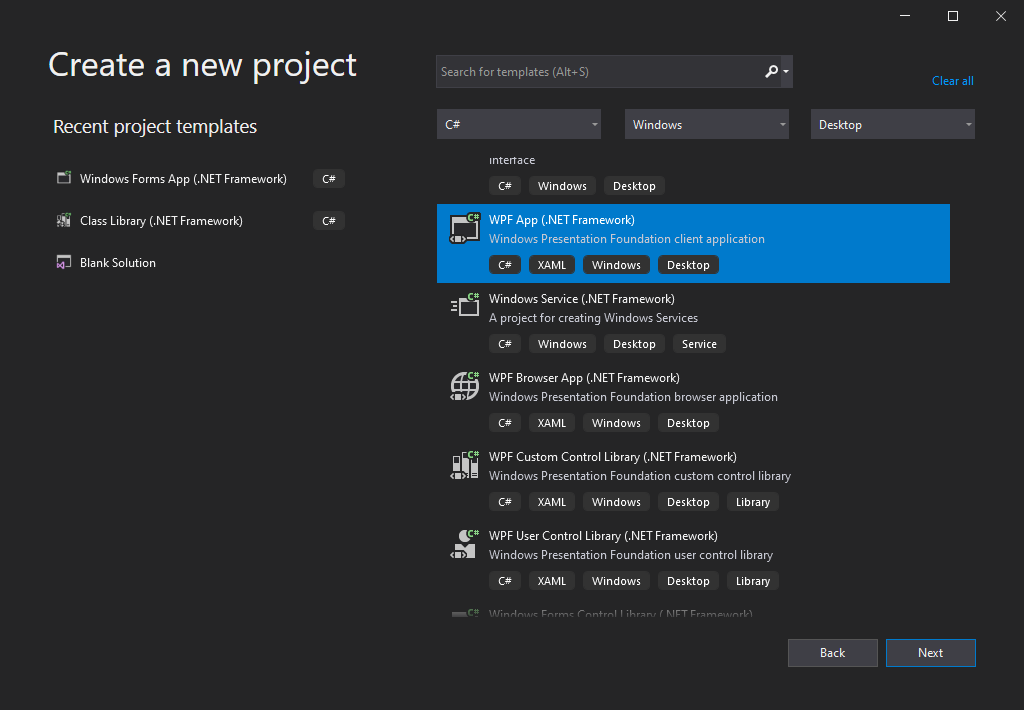 Create a new project
Search for templates (Alt+S)
Clear all
Recent project templates
C#
Windows
Desktop
Windows Forms App (.NET Framework)
C#
Class Library (.NET Framework)
C#
Blank Solution
interface
C# Windows Desktop
WPF App (.NET Framework)
Windows Presentation Foundation client application
C# XAML Windows Desktop
Windows Service (.NET Framework)
A project for creating Windows Services
C# Windows Desktop Service
WPF Browser App (.NET Framework)
Windows Presentation Foundation browser application
C# XAML Windows Desktop
WPF Custom Control Library (.NET Framework)
Windows Presentation Foundation custom control library
C# XAML Windows Desktop Library
WPF User Control Library (.NET Framework)
Windows Presentation Foundation user control library
C# XAML Windows Desktop Library
Windows Forms Control Library (.NET Framework)
Back
Next